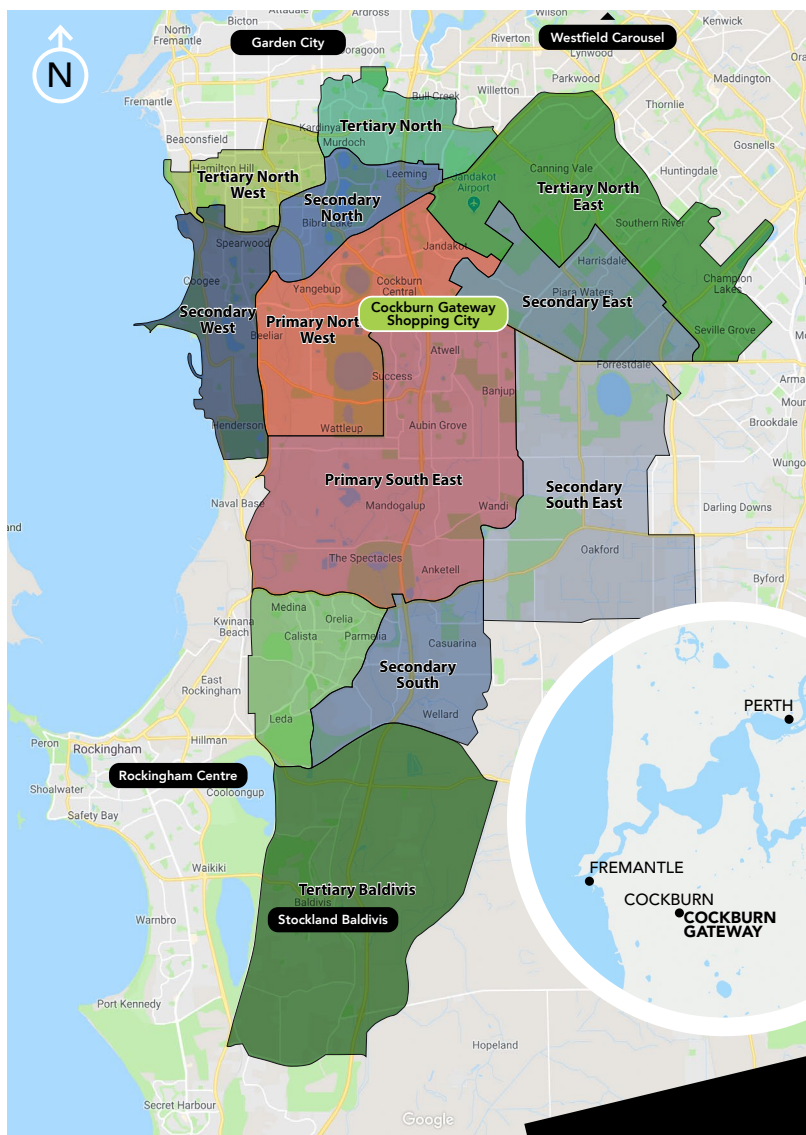 Attadale
Ardross
Wilson
North
Fremantle
Bicton
Garden City
Riverton
Westfield Carousel
Kenwick
N
Lynwood
Maddington
Parkwood
Fremantle
Bull Creek
Willetton
Thornlie
Tertiary North
Murdoch
Gosnells
Beaconsfield
Hamilton Hill
Leeming
Jandakot
Airport
Canning Vale
Huntingdale
Tertiary North
West
Secondary
North
Tertiary North
East
Bibra Lake
Southern River
Spearwood
Jandakot
Harrisdale
Coogee
Yangebup
Cockburn
Central
Piara Waters
Champion
Lakes
Secondary
West
Cockburn Gateway
Shopping City
Secondary East
Primary North
West
Beeliar
Seville Grove
Atwell
Forrestdale
Success
Banjup
Henderson
Wattleup
Aubin Grove
Brookdale
Primary South East
Secondary
South East
Naval Base
Mandogalup
Wandi
Darling Downs
The Spectacles
Oakford
Anketell
Byford
Medina
Kwinana
Beach
Orelia
Calista
Parmelia
Casuarina
Secondary
South
East
Rockingham
Leda
Wellard
PERTH
Peron
Rockingham
Hillman
Rockingham Centre
Shoalwater
Cooloongup
Safety Bay
Waikiki
FREMANTLE
Tertiary Baldivis
Baldivis
COCKBURN
COCKBURN
GATEWAY
Warnbro
Stockland Baldivis
Port Kennedy
Hopeland
Secret Harbour
Google